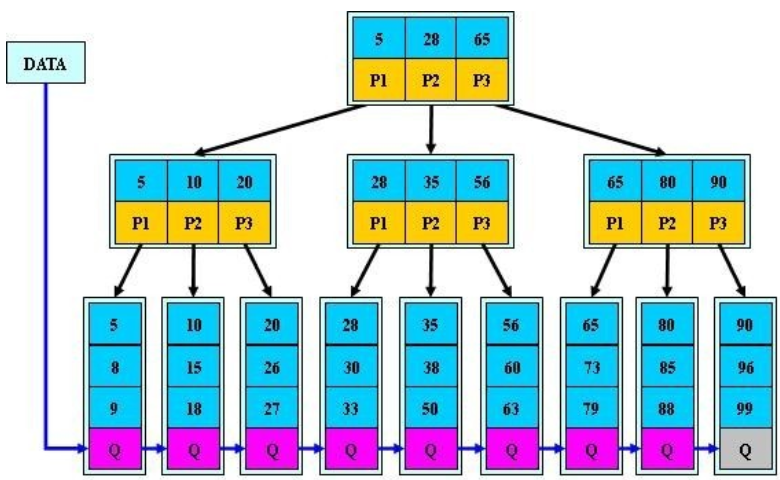 5 28 65
DATA
P1 P2 P3
5 10 20 28 35 56 65 80 90
P1 P2 P3 P1 P2 P3 P1 P2 P3
5 10 20 28 35 56 65 80 90
8 15 26 30 38 60 73 85 96
9 18 27 33 50 63 79 88 99
Q Q Q Q Q Q Q Q Q